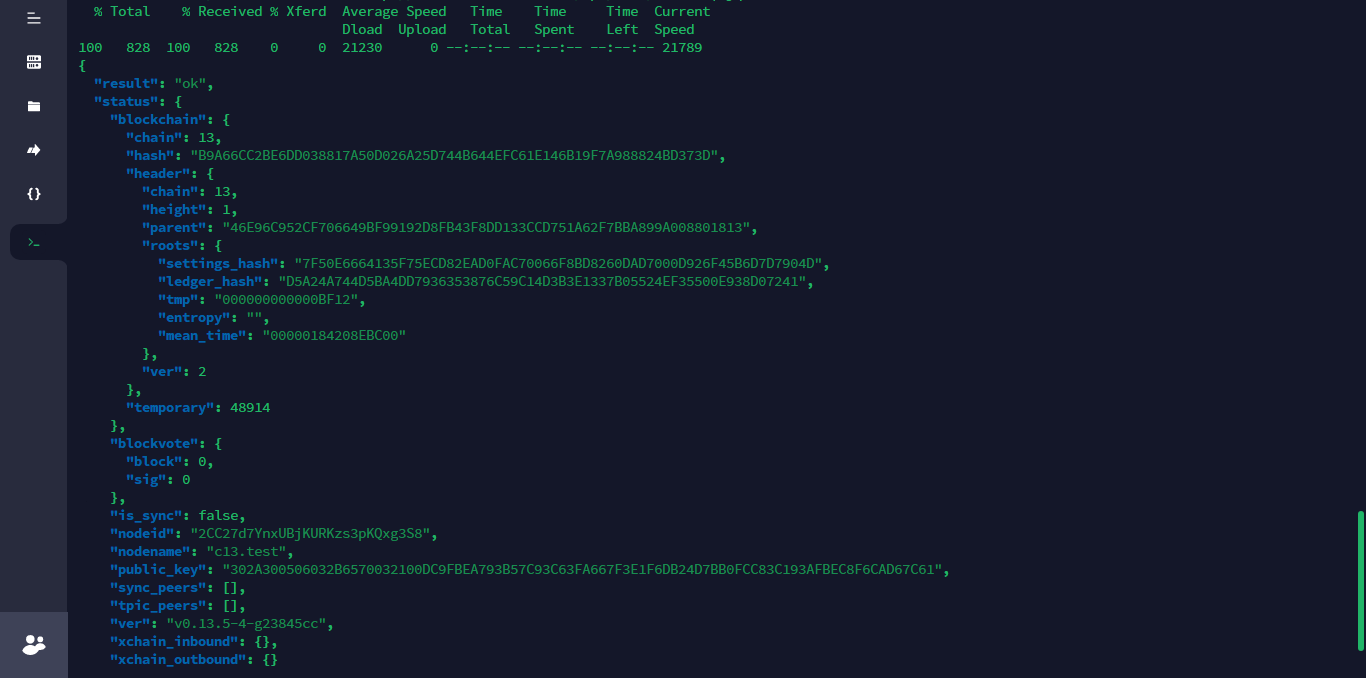 % Total    % Received % Xferd  Average Speed   Time    Time     Time  Current
                                 Dload  Upload   Total   Spent    Left  Speed
100   828  100   828    0     0  21230      0 --:--:-- --:--:-- --:--:-- 21789
{
  "result": "ok",
  "status": {
    "blockchain": {
      "chain": 13,
      "hash": "B9A66CC2BE6DD038817A50D026A25D744B644EFC61E146B19F7A988824BD373D",
      "header": {
        "chain": 13,
        "height": 1,
        "parent": "46E96C952CF706649BF99192D8FB43F8DD133CCD751A62F7BBA899A008801813",
        "roots": {
          "settings_hash": "7F50E6664135F75ECD82EAD0FAC70066F8BD8260DAD7000D926F45B6D7D7904D",
          "ledger_hash": "D5A24A744D5BA4DD7936353876C59C14D3B3E1337B05524EF35500E938D07241",
          "tmp": "000000000000BF12",
          "entropy": "",
          "mean_time": "00000184208EBC00"
        },
        "ver": 2
      },
      "temporary": 48914
    },
    "blockvote": {
      "block": 0,
      "sig": 0
    },
    "is_sync": false,
    "nodeid": "2CC27d7YnxUBjKURKzs3pKQxg3S8",
    "nodename": "c13.test",
    "public_key": "302A300506032B6570032100DC9FBEA793B57C93C63FA667F3E1F6DB24D7BB0FCC83C193AFBEC8F6CAD67C61",
    "sync_peers": [],
    "tpic_peers": [],
    "ver": "v0.13.5-4-g23845cc",
    "xchain_inbound": {},
    "xchain_outbound": {}